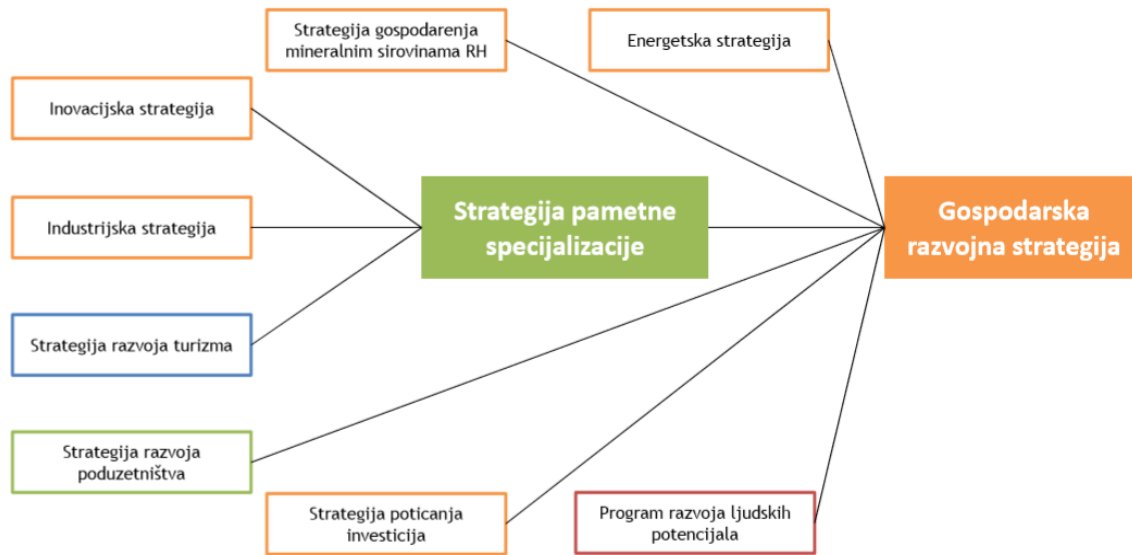 Strategija gospodarenja
mineralnim sirovinama RH
Energetska strategija
Inovacijska strategija
Industrijska strategija
Strategija pametne
specijalizacije
Gospodarska
razvojna strategija
Strategija razvoja turizma
Strategija razvoja
poduzetništva
Strategija poticanja
investicija
Program razvoja ljudskih
potencijala